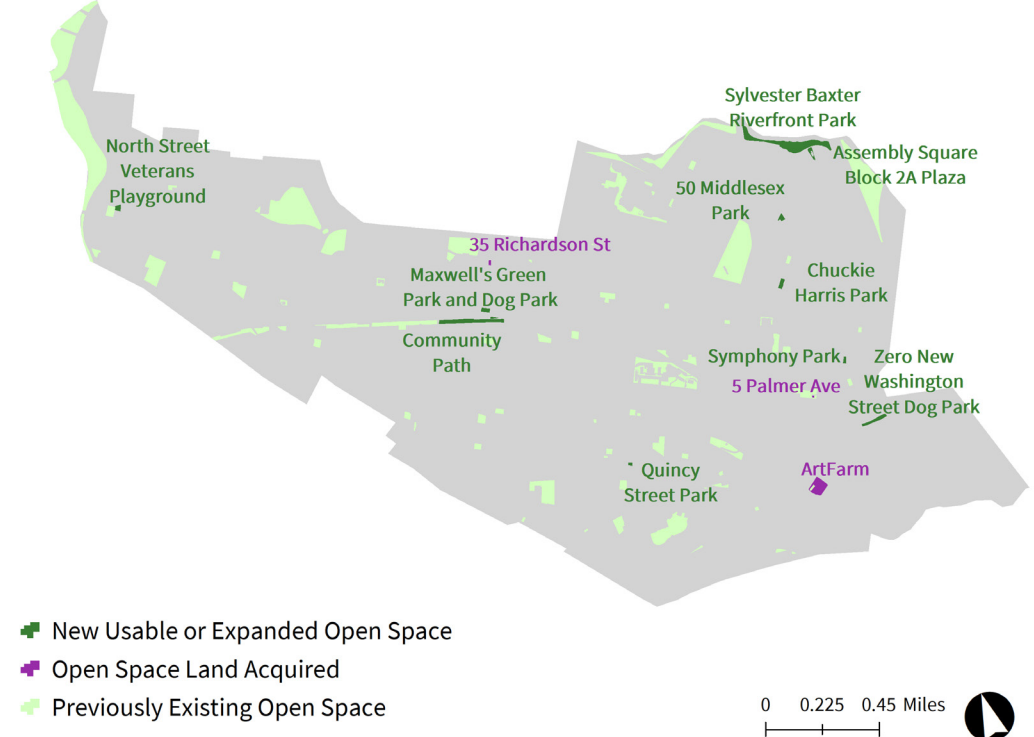 Sylvester Baxter
Riverfront Park
North Street
Veterans
Playground
Assembly Square
Block 2A Plaza
50 Middlesex
Park
35 Richardson St
Maxwell's Green
Park and Dog Park
Chuckie
Harris Park
Community
Path
Symphony Park
5 Palmer Ave
Zero New
Washington
Street Dog Park
Quincy
Street Park
ArtFarm
New Usable or Expanded Open Space
Open Space Land Acquired
Previously Existing Open Space
0 0.225 0.45 Miles